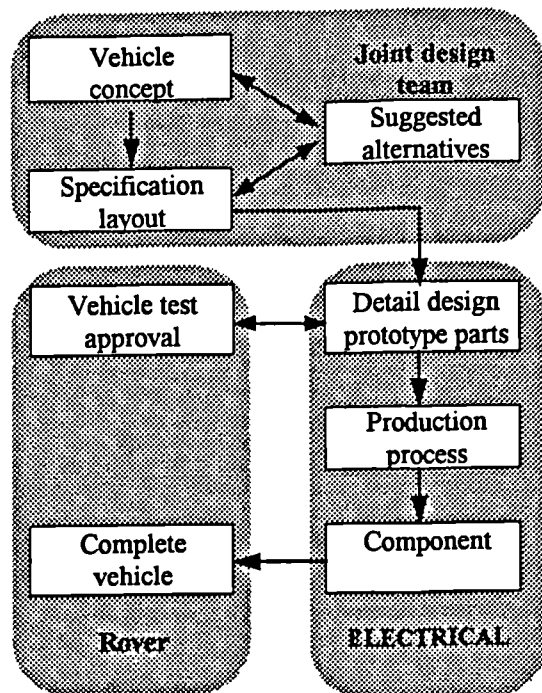 Vehicle
concept
Joint design
team
Suggested
alternatives
Specification
layout
Vehicle test
approval
Detail design
prototype parts
Production
process
Complete
vehicle
Component
Rover
ELECTRICAL